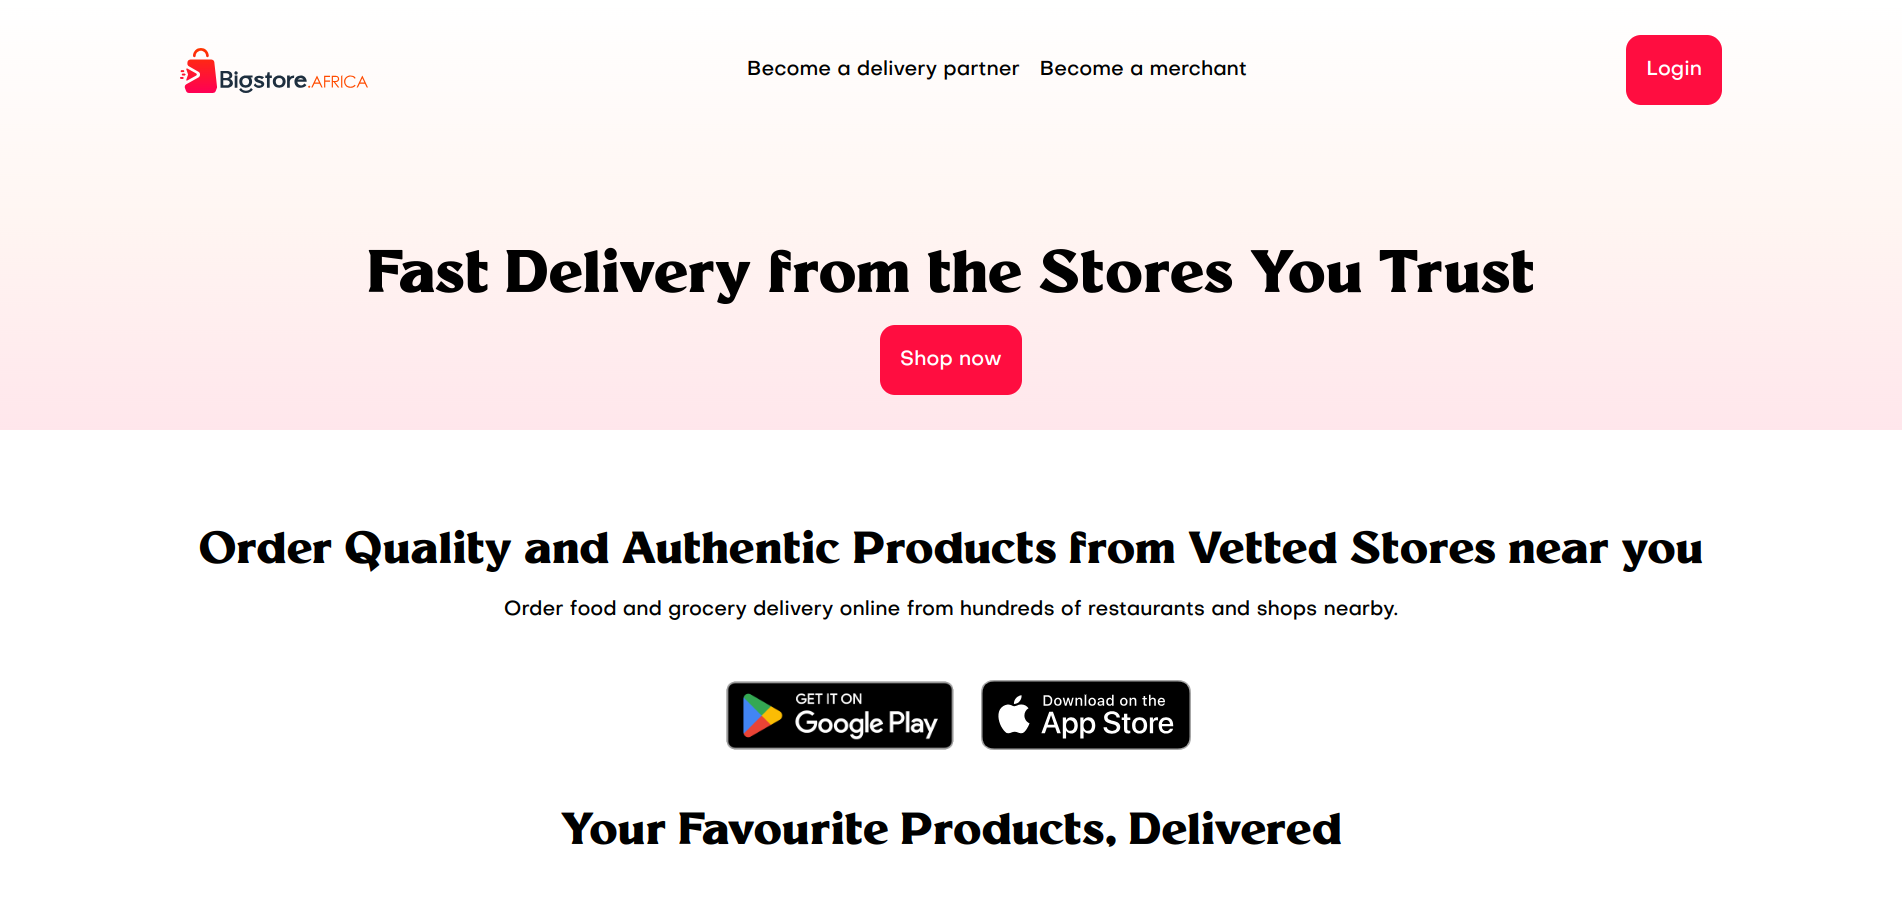 Bigstore.AFRICA
Become a delivery partner
Become a merchant
Login
Fast Delivery from the Stores You Trust
Shop now
Order Quality and Authentic Products from Vetted Stores near you
Order food and grocery delivery online from hundreds of restaurants and shops nearby.
GET IT ON
Google Play
Download on the
App Store
Your Favourite Products, Delivered